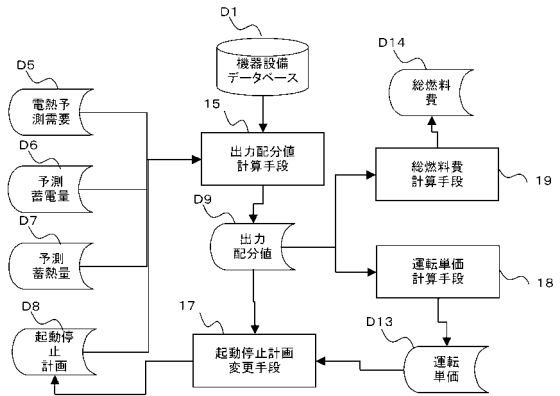 D1
機器設備
データベース
D14
総燃料
費
D5
電熱予
測需要
15
出力配分値
計算手段
D6
予測
蓄電量
総燃料費
計算手段
19
D7
予測
蓄熱量
D9
出力
配分値
運転単価
計算手段
18
D8
起動停
止
計画
17
起動停止計画
変更手段
D13
運転
単価